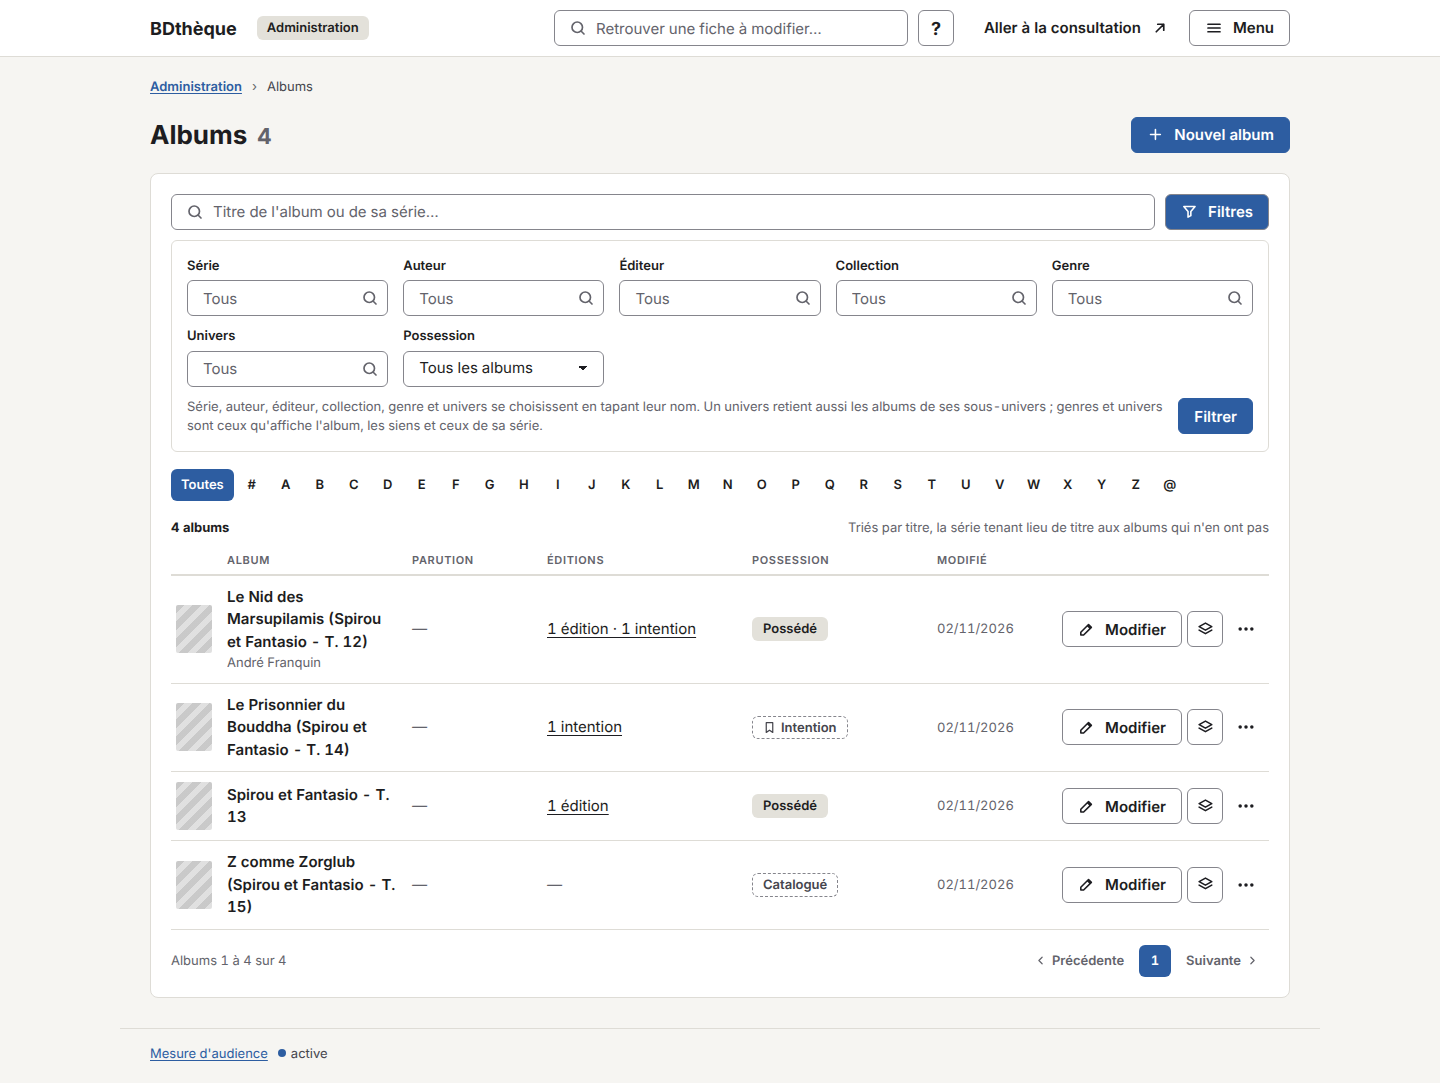 BDthèque
Administration
Retrouver une fiche à modifier…
?
Aller à la consultation
Menu
Administration › Albums
Albums 4
Nouvel album
Titre de l'album ou de sa série…
Filtres
Série
Auteur
Éditeur
Collection
Genre
Tous
Tous
Tous
Tous
Tous
Univers
Possession
Tous
Tous les albums
Série, auteur, éditeur, collection, genre et univers se choisissent en tapant leur nom. Un univers retient aussi les albums de ses sous-univers ; genres et univers
sont ceux qu'affiche l'album, les siens et ceux de sa série.
Filtrer
Toutes # A B C D E F G H I J K L M N O P Q R S T U V W X Y Z @
4 albums
Triés par titre, la série tenant lieu de titre aux albums qui n'en ont pas
ALBUM PARUTION ÉDITIONS POSSESSION MODIFIÉ
Le Nid des
Marsupilamis (Spirou
et Fantasio - T. 12)
André Franquin
— 1 édition · 1 intention Possédé 02/11/2026 Modifier
Le Prisonnier du
Bouddha (Spirou et
Fantasio - T. 14)
— 1 intention Intention 02/11/2026 Modifier
Spirou et Fantasio - T.
13
— 1 édition Possédé 02/11/2026 Modifier
Z comme Zorglub
(Spirou et Fantasio - T.
15)
— — Catalogué 02/11/2026 Modifier
Albums 1 à 4 sur 4
‹ Précédente 1 Suivante ›
Mesure d'audience active